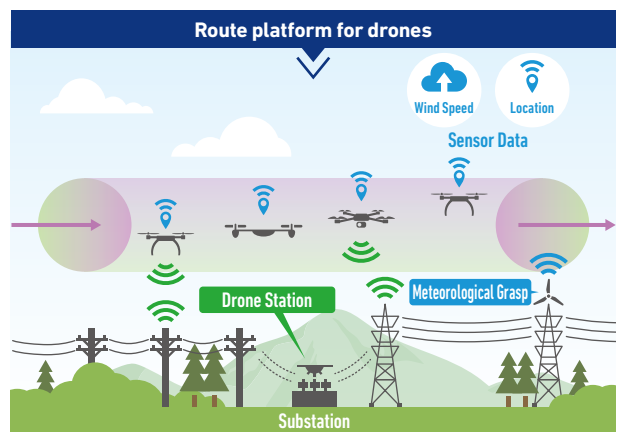 Route platform for drones
Wind Speed
Location
Sensor Data
Drone Station
Meteorological Grasp
Substation